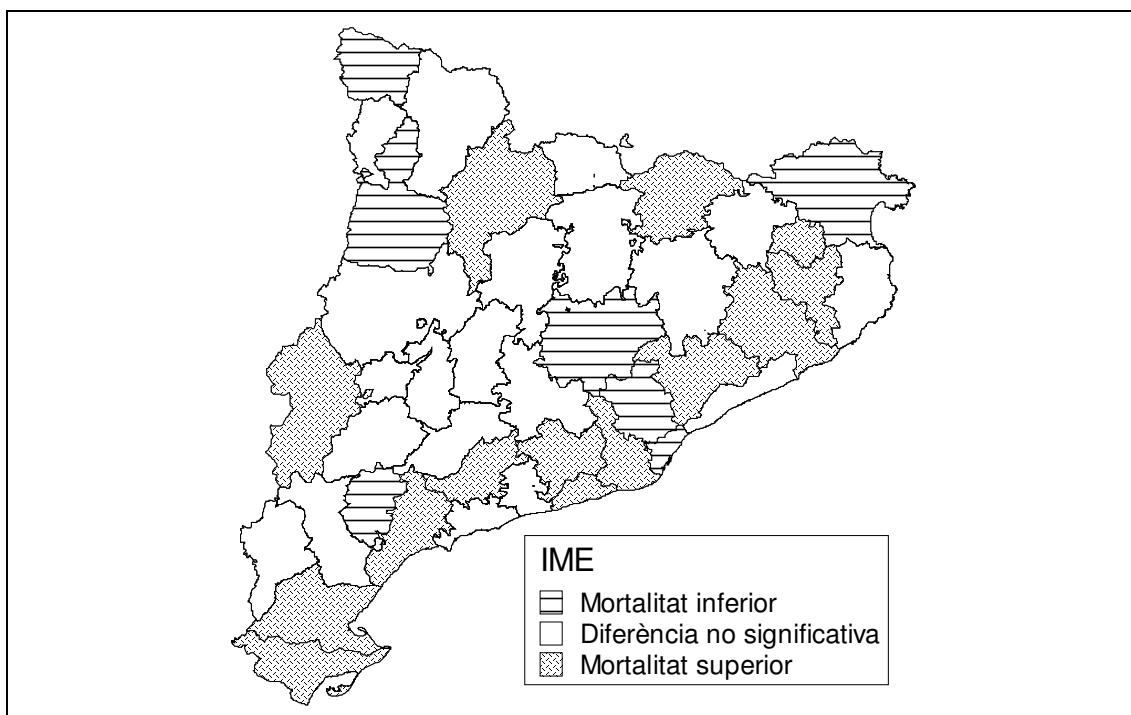 IME
Mortalitat inferior
Diferència no significativa
Mortalitat superior